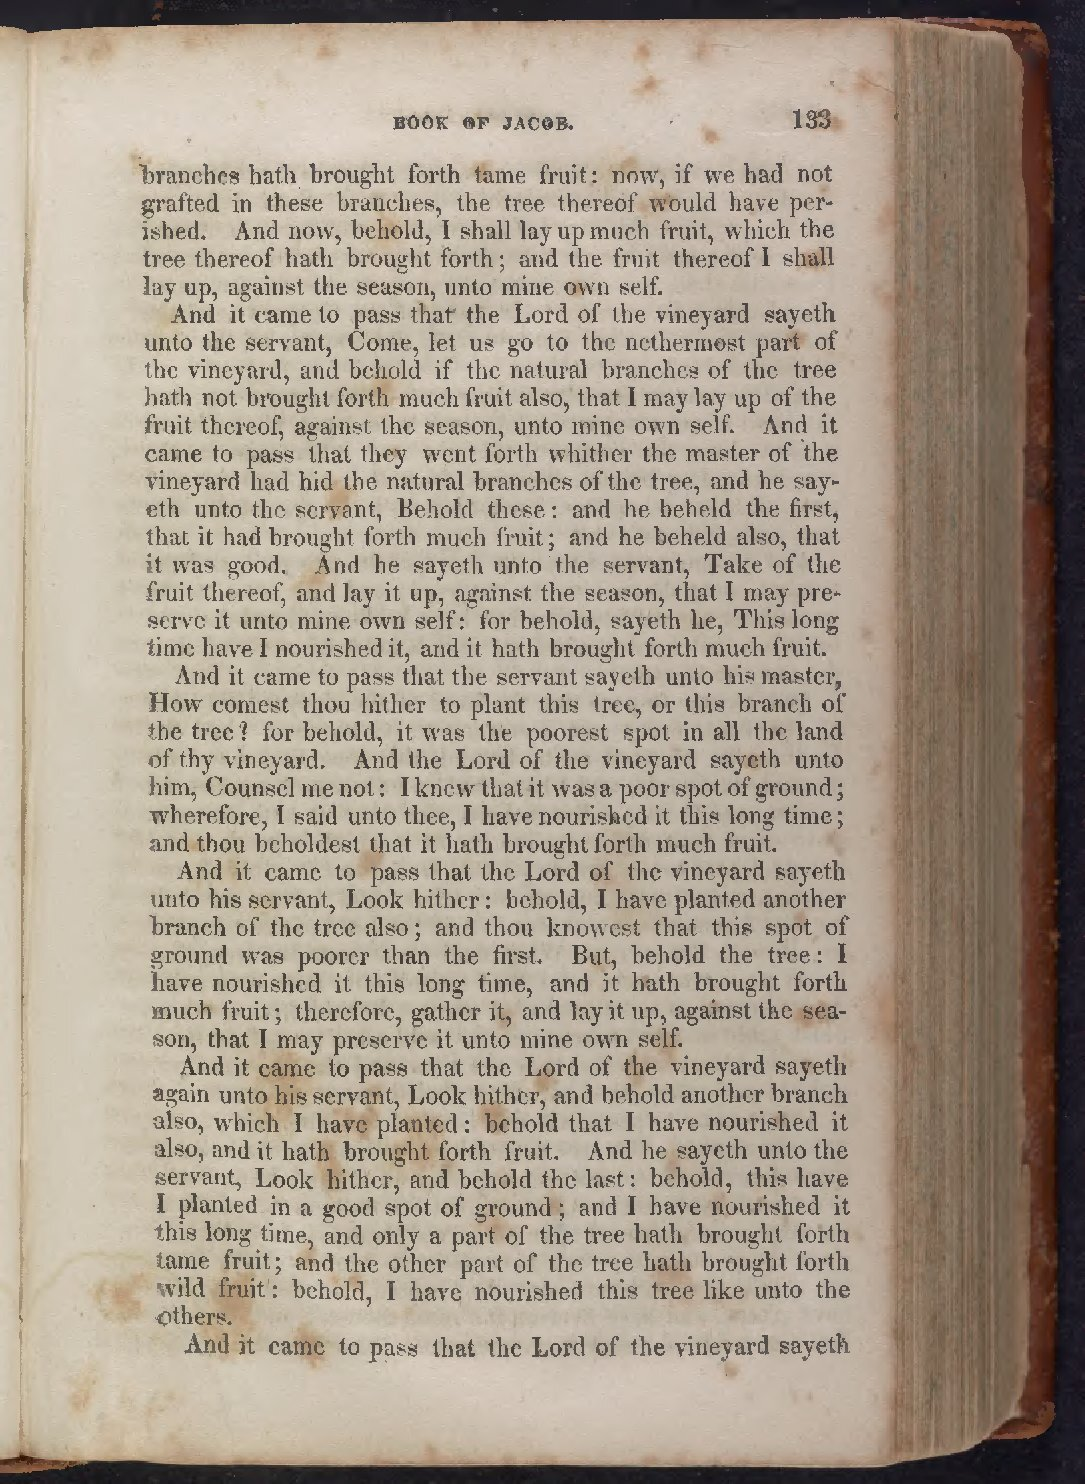 BOOK OF JACOB. 133
branches hath brought forth tame fruit: now, if we had not
grafted in these branches, the tree thereof would have per-
ished. And now, behold, I shall lay up much fruit, which the
tree thereof hath brought forth; and the fruit thereof I shall
lay up, against the season, unto mine own self.
And it came to pass that the Lord of the vineyard sayeth
unto the servant, Come, let us go to the nethermost part of
the vineyard, and behold if the natural branches of the tree
hath not brought forth much fruit also, that I may lay up of the
fruit thereof, against the season, unto mine own self. And it
came to pass that they went forth whither the master of the
vineyard had hid the natural branches of the tree, and he say-
eth unto the servant, Behold these: and he beheld the first,
that it had brought forth much fruit; and he beheld also, that
it was good. And he sayeth unto the servant, Take of the
fruit thereof, and lay it up, against the season, that I may pre-
serve it unto mine own self: for behold, sayeth he, This long
time have I nourished it, and it hath brought forth much fruit.
And it came to pass that the servant sayeth unto his master,
How comest thou hither to plant this tree, or this branch of
the tree? for behold, it was the poorest spot in all the land
of thy vineyard. And the Lord of the vineyard sayeth unto
him, Counsel me not: I knew that it was a poor spot of ground;
wherefore, I said unto thee, I have nourished it this long time;
and thou beholdest that it hath brought forth much fruit.
And it came to pass that the Lord of the vineyard sayeth
unto his servant, Look hither: behold, I have planted another
branch of the tree also; and thou knowest that this spot of
ground was poorer than the first. But, behold the tree: I
have nourished it this long time, and it hath brought forth
much fruit; therefore, gather it, and lay it up, against the sea-
son, that I may preserve it unto mine own self.
And it came to pass that the Lord of the vineyard sayeth
again unto his servant, Look hither, and behold another branch
also, which I have planted: behold that I have nourished it
also, and it hath brought forth fruit. And he sayeth unto the
servant, Look hither, and behold the last: behold, this have
I planted in a good spot of ground; and I have nourished it
this long time, and only a part of the tree hath brought forth
tame fruit; and the other part of the tree hath brought forth
wild fruit: behold, I have nourished this tree like unto the
others.
And it came to pass that the Lord of the vineyard sayeth